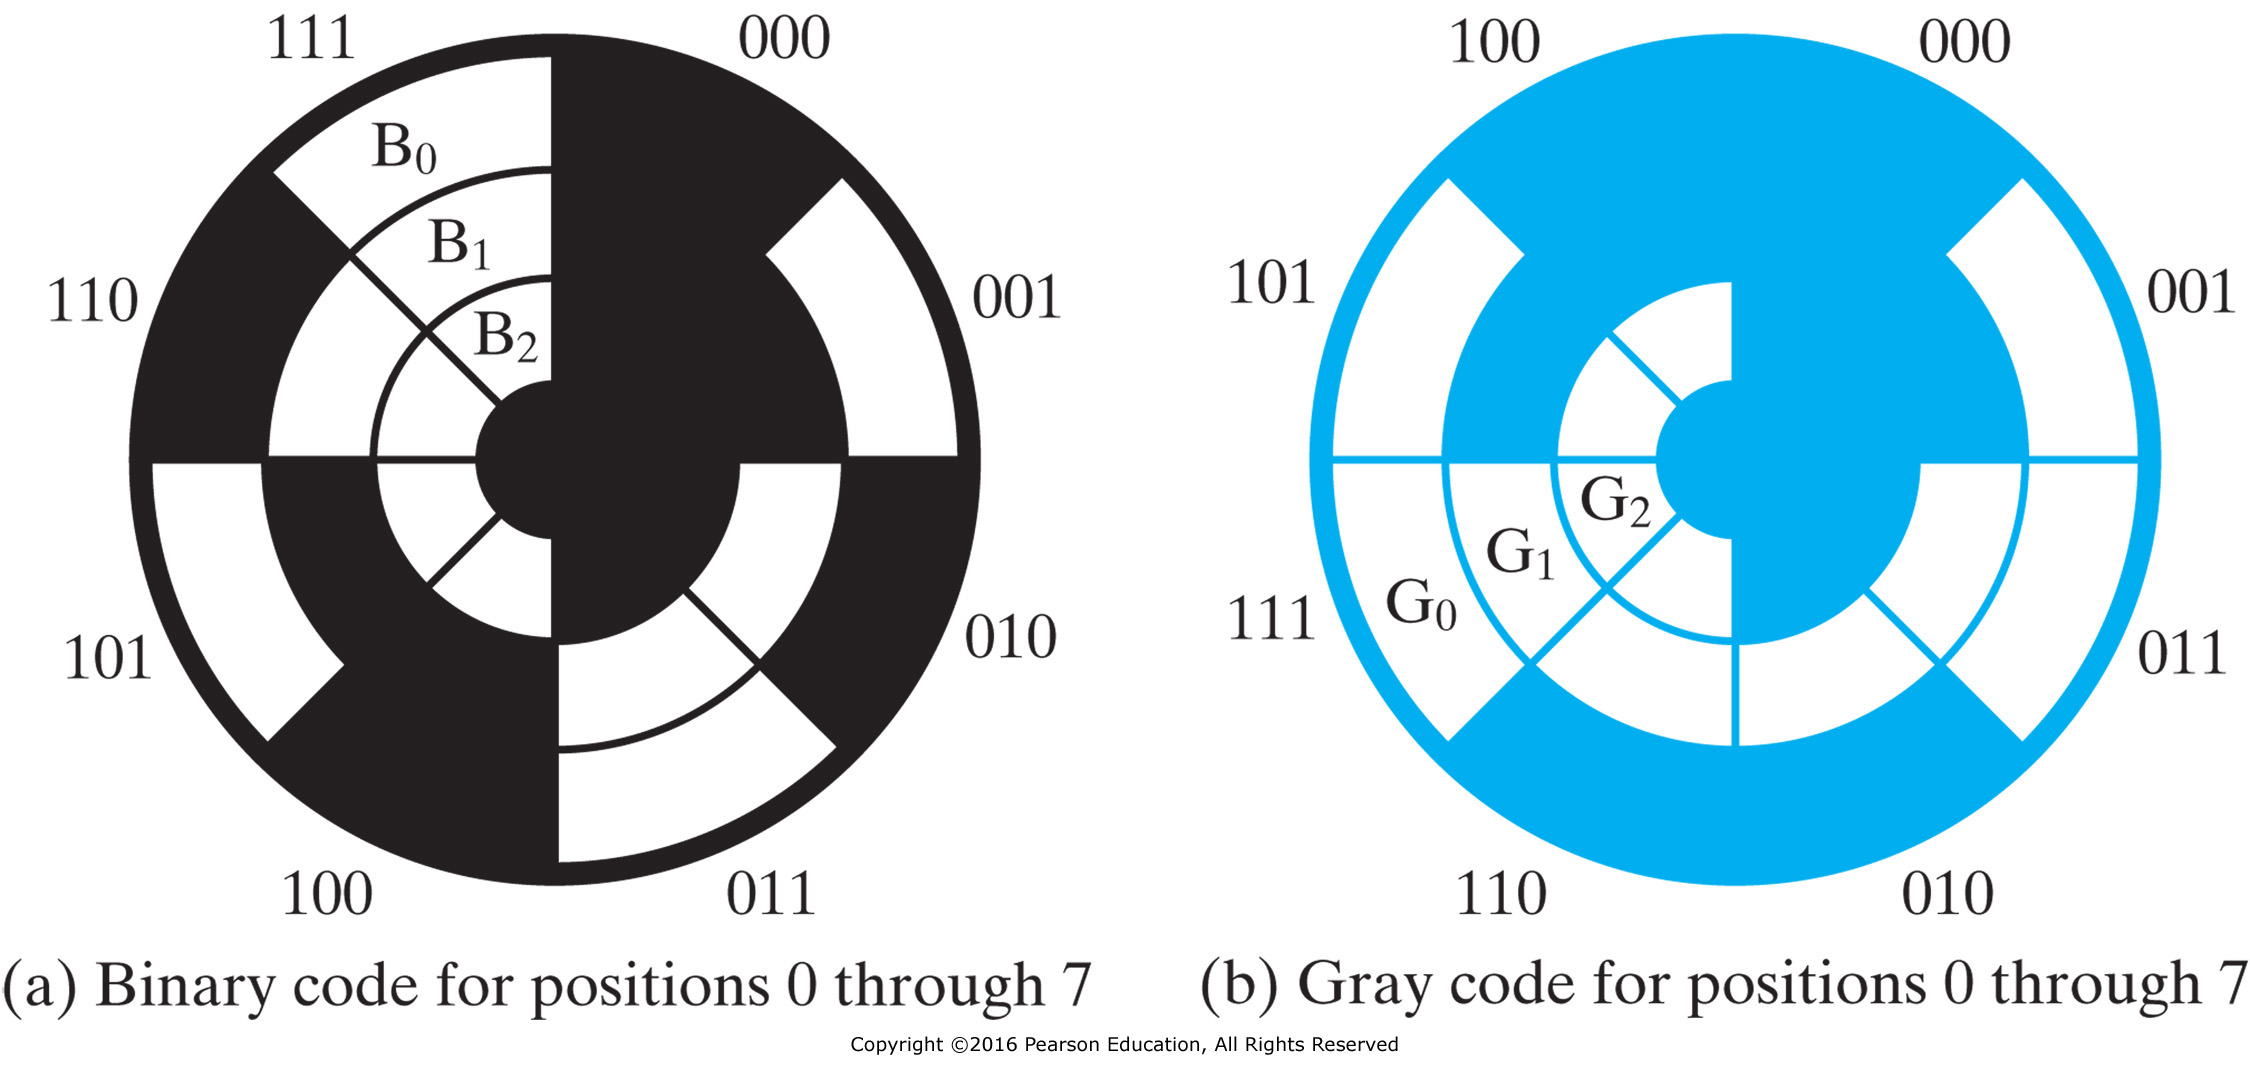 111
000
B0
B1
B2
110
001
101
010
100
011
(a) Binary code for positions 0 through 7
100
000
101
001
G2
G1
G0
111
011
110
010
(b) Gray code for positions 0 through 7
Copyright ©2016 Pearson Education, All Rights Reserved